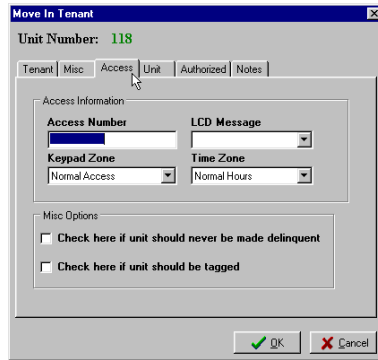 Move In Tenant
Unit Number: 118
Tenant Misc Access Unit Authorized Notes
Access Information
Access Number LCD Message
Keypad Zone Time Zone
Normal Access Normal Hours
Misc Options
Check here if unit should never be made delinquent
Check here if unit should be tagged
OK Cancel